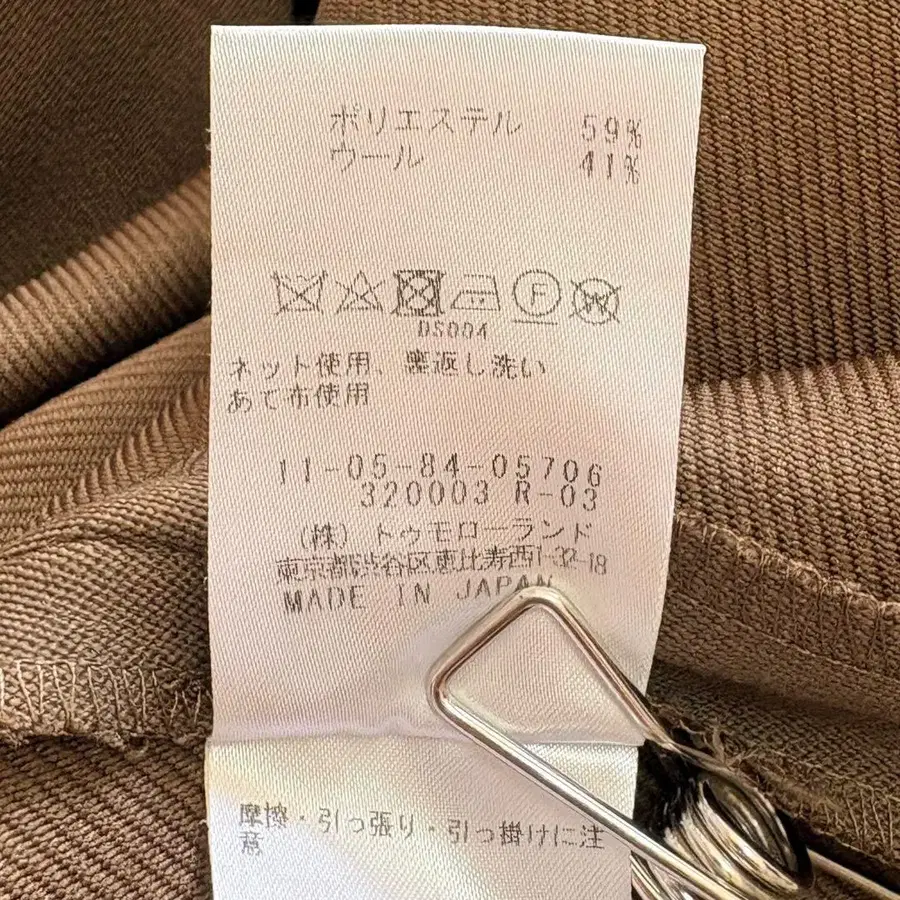 ポリエステル 59%
ウール 41%
F W
DS004
ネット使用、裏返し洗い
あて布使用
11-05-84-05706
320003 R-03
(株) トゥモローランド
東京都渋谷区恵比寿西1-32-18
MADE IN JAPAN
摩擦・引っ張り・引っ掛けに注
意